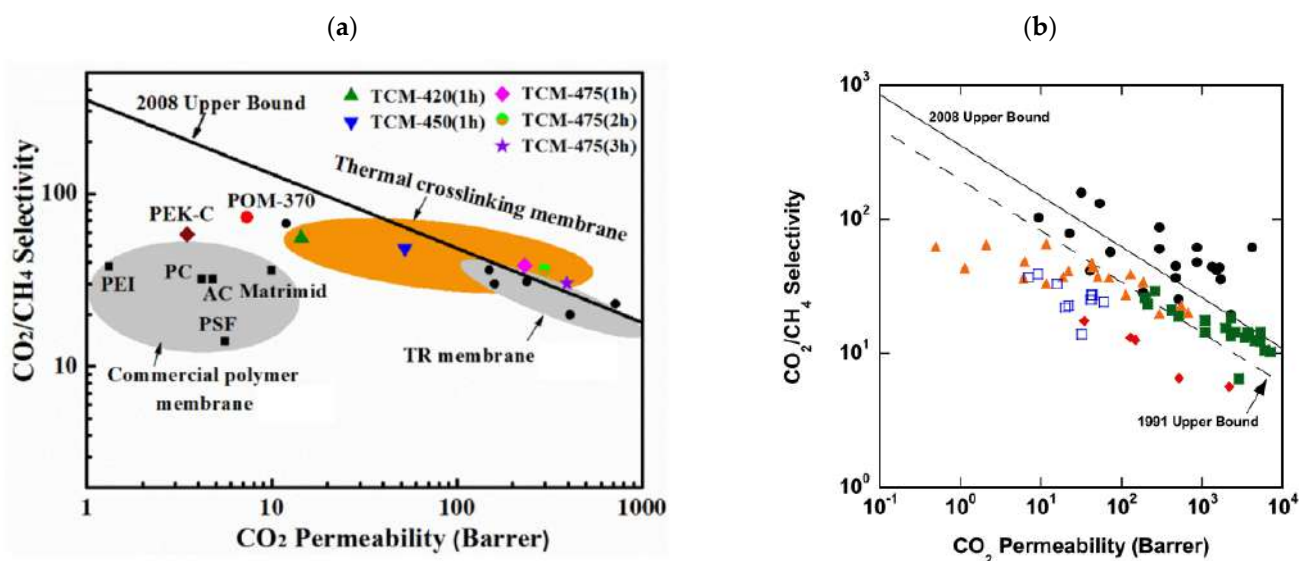 (a)
2008 Upper Bound
TCM-420(1h)
TCM-475(1h)
TCM-450(1h)
TCM-475(2h)
TCM-475(3h)
Thermal crosslinking membrane
POM-370
PEK-C
PEI
PC
AC
Matrimid
PSF
TR membrane
Commercial polymer
membrane
CO2/CH4 Selectivity
100
10
1
10
100
1000
CO2 Permeability (Barrer)
(b)
10³
10²
10¹
10⁰
2008 Upper Bound
1991 Upper Bound
CO₂/CH₄ Selectivity
10⁻¹
10⁰
10¹
10²
10³
10⁴
CO₂ Permeability (Barrer)